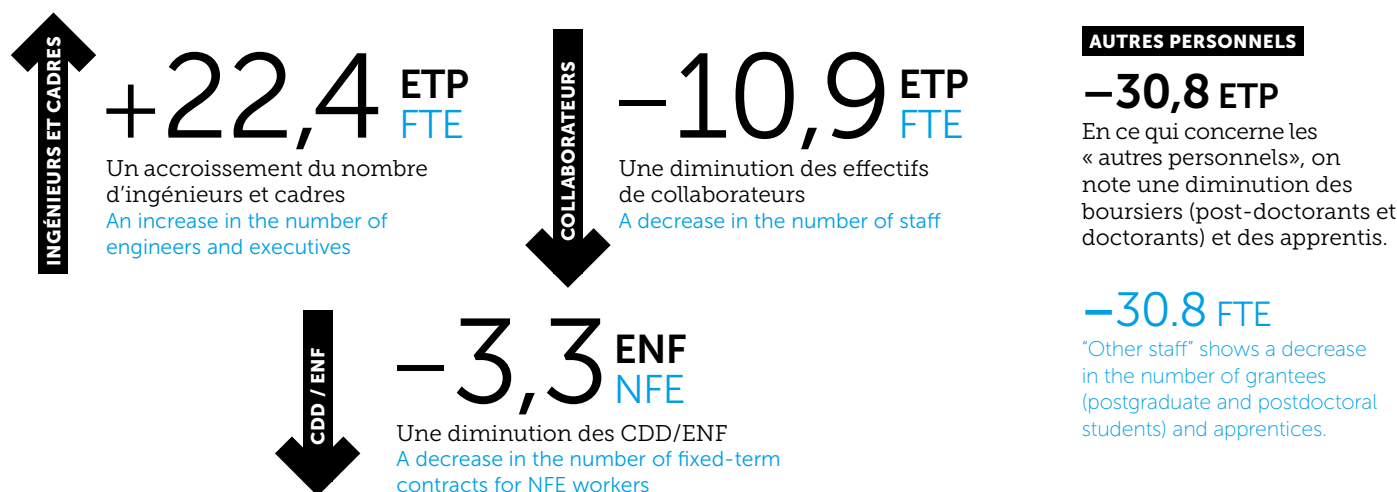 INGÉNIEURS ET CADRES
+22,4 ETP
FTE
Un accroissement du nombre
d'ingénieurs et cadres
An increase in the number of
engineers and executives
COLLABORATEURS
–10,9 ETP
FTE
Une diminution des effectifs
de collaborateurs
A decrease in the number of staff
CDD / ENF
–3,3 ENF
NFE
Une diminution des CDD/ENF
A decrease in the number of fixed-term
contracts for NFE workers
AUTRES PERSONNELS
–30,8 ETP
En ce qui concerne les
« autres personnels», on
note une diminution des
boursiers (post-doctorants et
doctorants) et des apprentis.
–30.8 FTE
“Other staff” shows a decrease
in the number of grantees
(postgraduate and postdoctoral
students) and apprentices.